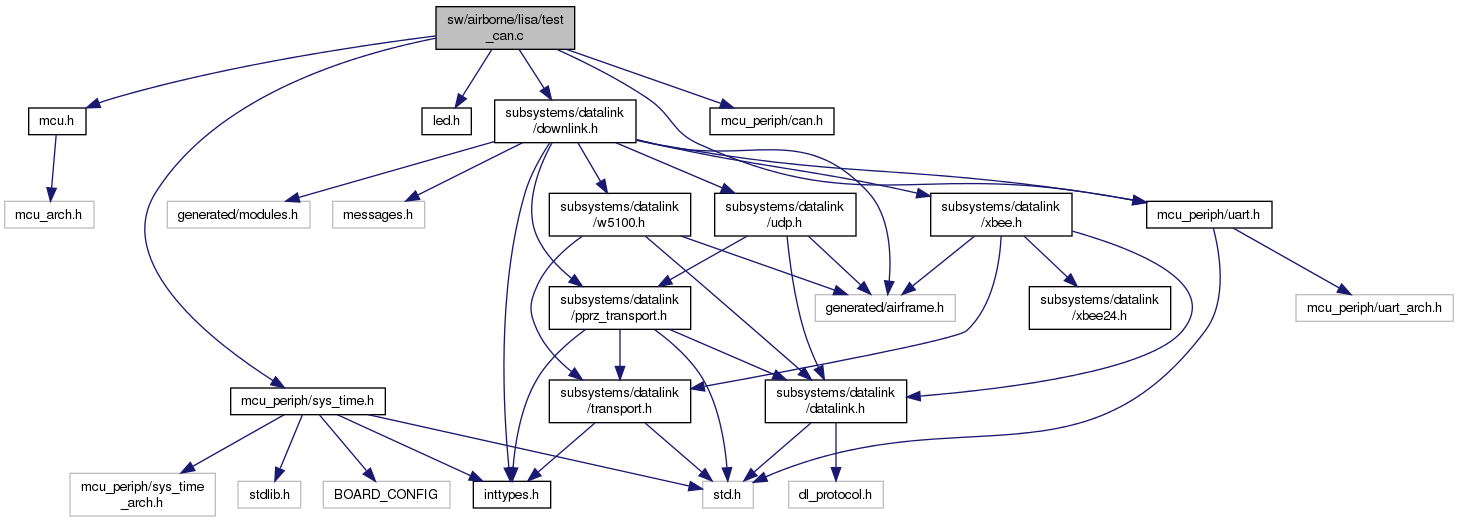 sw/airborne/lisa/test
_can.c
mcu.h
led.h
subsystems/datalink
/downlink.h
mcu_periph/can.h
mcu_arch.h
generated/modules.h
messages.h
subsystems/datalink
/w5100.h
subsystems/datalink
/udp.h
subsystems/datalink
/xbee.h
mcu_periph/uart.h
subsystems/datalink
/pprz_transport.h
generated/airframe.h
subsystems/datalink
/xbee24.h
mcu_periph/uart_arch.h
mcu_periph/sys_time.h
subsystems/datalink
/transport.h
subsystems/datalink
/datalink.h
mcu_periph/sys_time
_arch.h
stdlib.h
BOARD_CONFIG
inttypes.h
std.h
dl_protocol.h